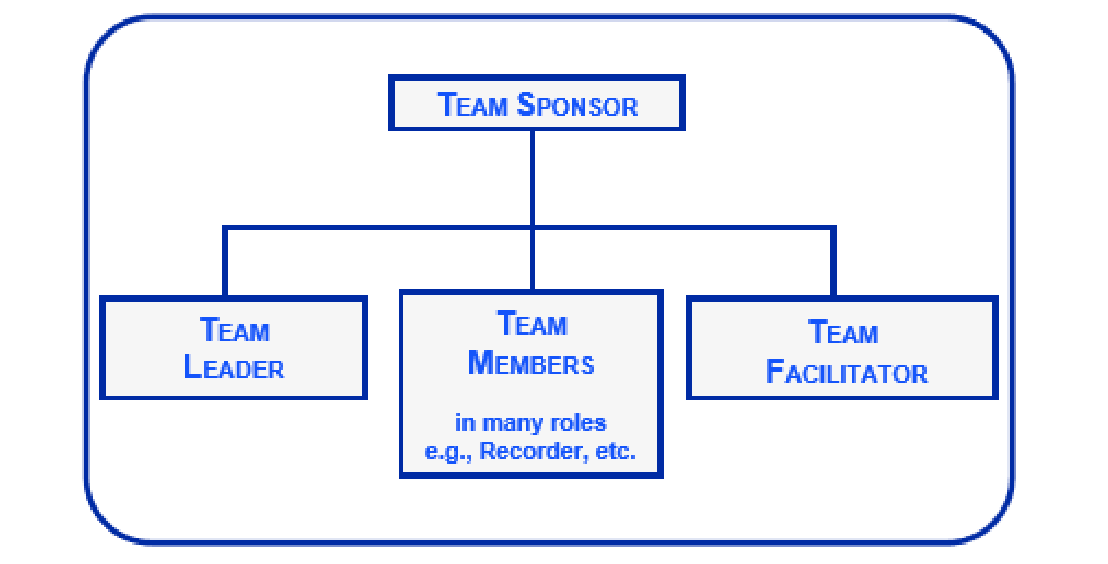 TEAM SPONSOR
TEAM
LEADER
TEAM
MEMBERS
in many roles
e.g., Recorder, etc.
TEAM
FACILITATOR